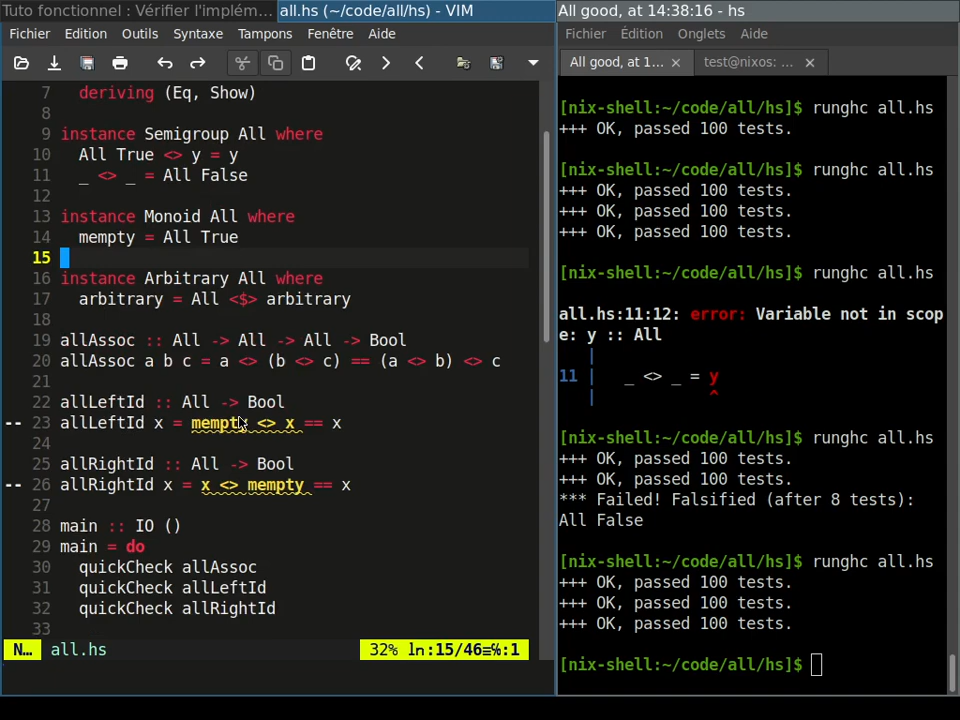 Tuto fonctionnel : Vérifier l'implém… all.hs (~/code/all/hs) - VIM
Fichier Edition Outils Syntaxe Tampons Fenêtre Aide
7 deriving (Eq, Show)
8
9 instance Semigroup All where
10 All True <> y = y
11 _ <> _ = All False
12
13 instance Monoid All where
14 mempty = All True
15
16 instance Arbitrary All where
17 arbitrary = All <$> arbitrary
18
19 allAssoc :: All -> All -> All -> Bool
20 allAssoc a b c = a <> (b <> c) == (a <> b) <> c
21
22 allLeftId :: All -> Bool
-- 23 allLeftId x = mempty <> x == x
24
25 allRightId :: All -> Bool
-- 26 allRightId x = x <> mempty == x
27
28 main :: IO ()
29 main = do
30 quickCheck allAssoc
31 quickCheck allLeftId
32 quickCheck allRightId
33
N… all.hs 32% ㏑:15/46≡℅:1
All good, at 14:38:16 - hs
Fichier Édition Onglets Aide
All good, at 1… × test@nixos: … ×
[nix-shell:~/code/all/hs]$ runghc all.hs
+++ OK, passed 100 tests.
[nix-shell:~/code/all/hs]$ runghc all.hs
+++ OK, passed 100 tests.
+++ OK, passed 100 tests.
+++ OK, passed 100 tests.
[nix-shell:~/code/all/hs]$ runghc all.hs
all.hs:11:12: error: Variable not in scop
e: y :: All
|
11 | _ <> _ = y
| ^
[nix-shell:~/code/all/hs]$ runghc all.hs
+++ OK, passed 100 tests.
+++ OK, passed 100 tests.
*** Failed! Falsified (after 8 tests):
All False
[nix-shell:~/code/all/hs]$ runghc all.hs
+++ OK, passed 100 tests.
+++ OK, passed 100 tests.
+++ OK, passed 100 tests.
[nix-shell:~/code/all/hs]$